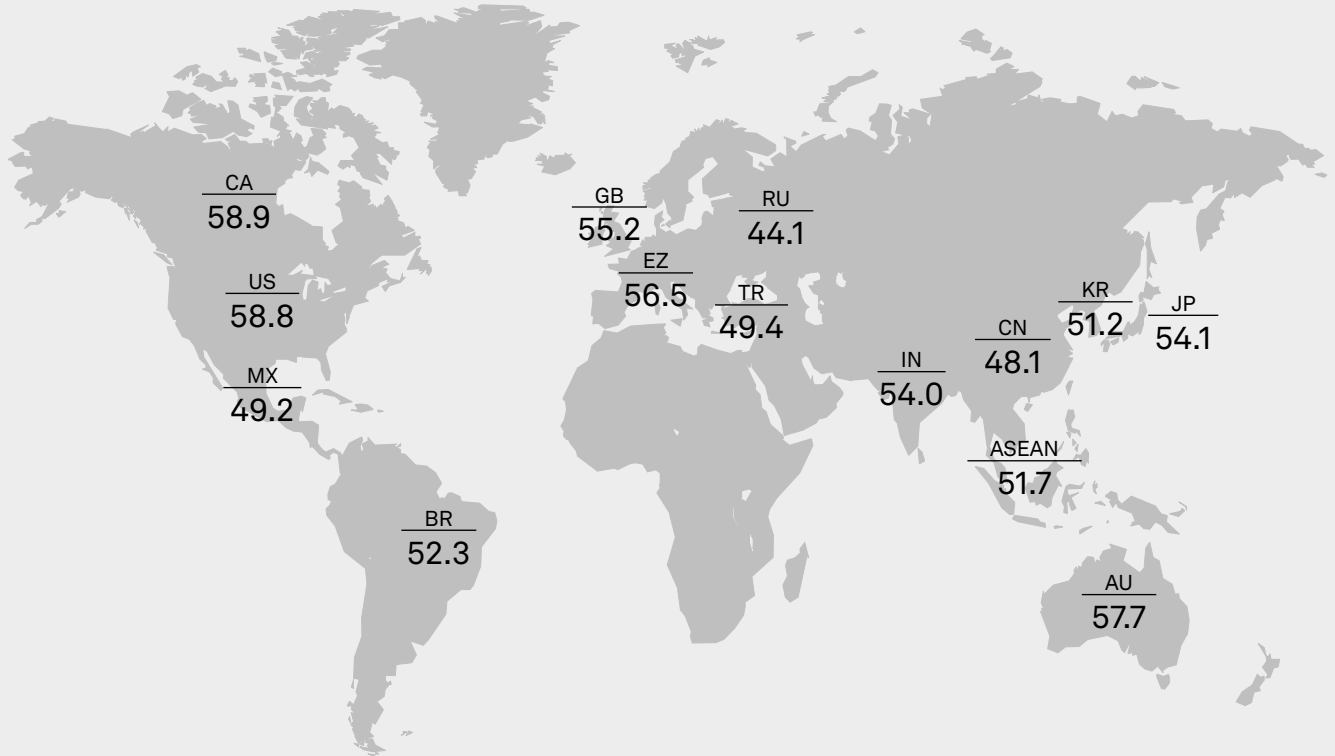 CA
58.9
US
58.8
MX
49.2
BR
52.3
GB
55.2
EZ
56.5
RU
44.1
TR
49.4
IN
54.0
CN
48.1
KR
51.2
JP
54.1
ASEAN
51.7
AU
57.7